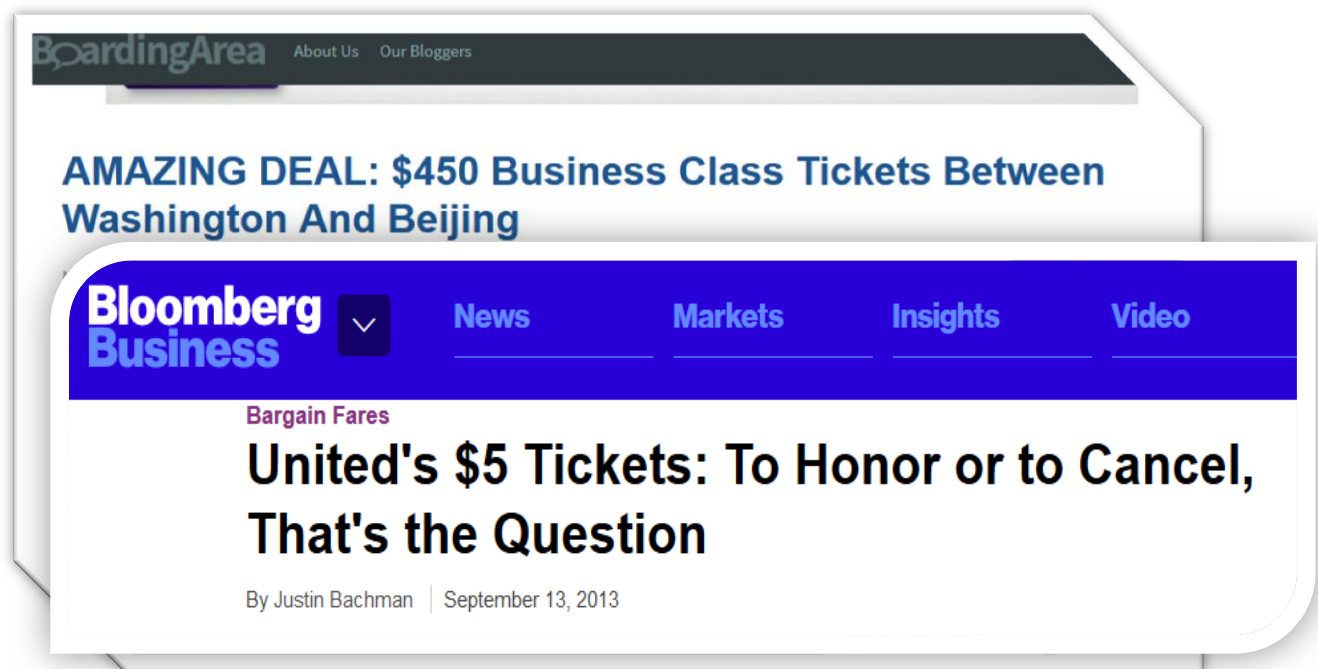 BoardingArea About Us Our Bloggers
AMAZING DEAL: $450 Business Class Tickets Between
Washington And Beijing
Bloomberg
Business
News Markets Insights Video
Bargain Fares
United's $5 Tickets: To Honor or to Cancel,
That's the Question
By Justin Bachman | September 13, 2013